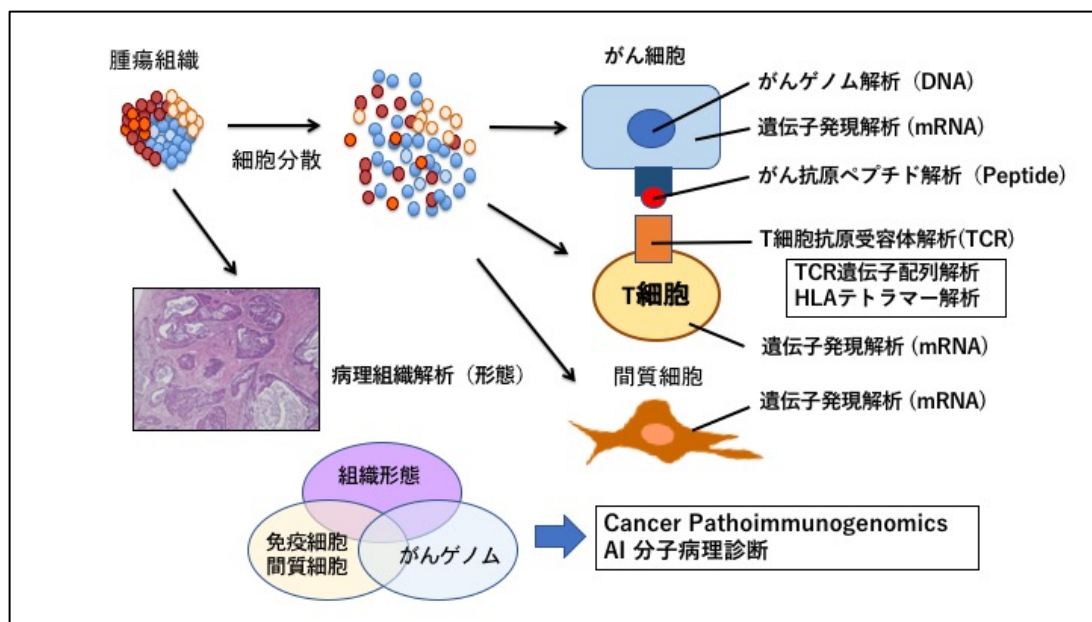 腫瘍組織
細胞分散
がん細胞
がんゲノム解析 (DNA)
遺伝子発現解析 (mRNA)
がん抗原ペプチド解析（Peptide）
T細胞抗原受容体解析(TCR)
TCR遺伝子配列解析
HLAテトラマー解析
T細胞
遺伝子発現解析 (mRNA)
病理組織解析（形態）
間質細胞
遺伝子発現解析 (mRNA)
組織形態
免疫細胞
間質細胞
がんゲノム
Cancer Pathoimmunogenomics
AI 分子病理診断